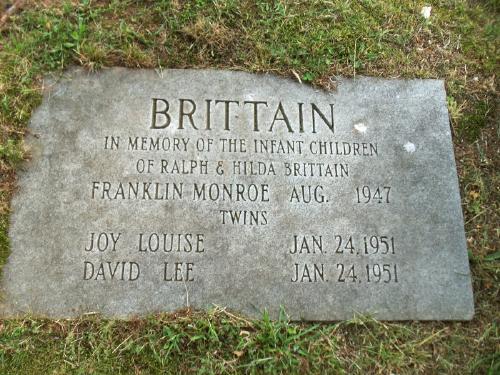 BRITTAIN
IN MEMORY OF THE INFANT CHILDREN
OF RALPH & HILDA BRITTAIN
FRANKLIN MONROE AUG. 1947
TWINS
JOY LOUISE JAN. 24, 1951
DAVID LEE JAN. 24, 1951